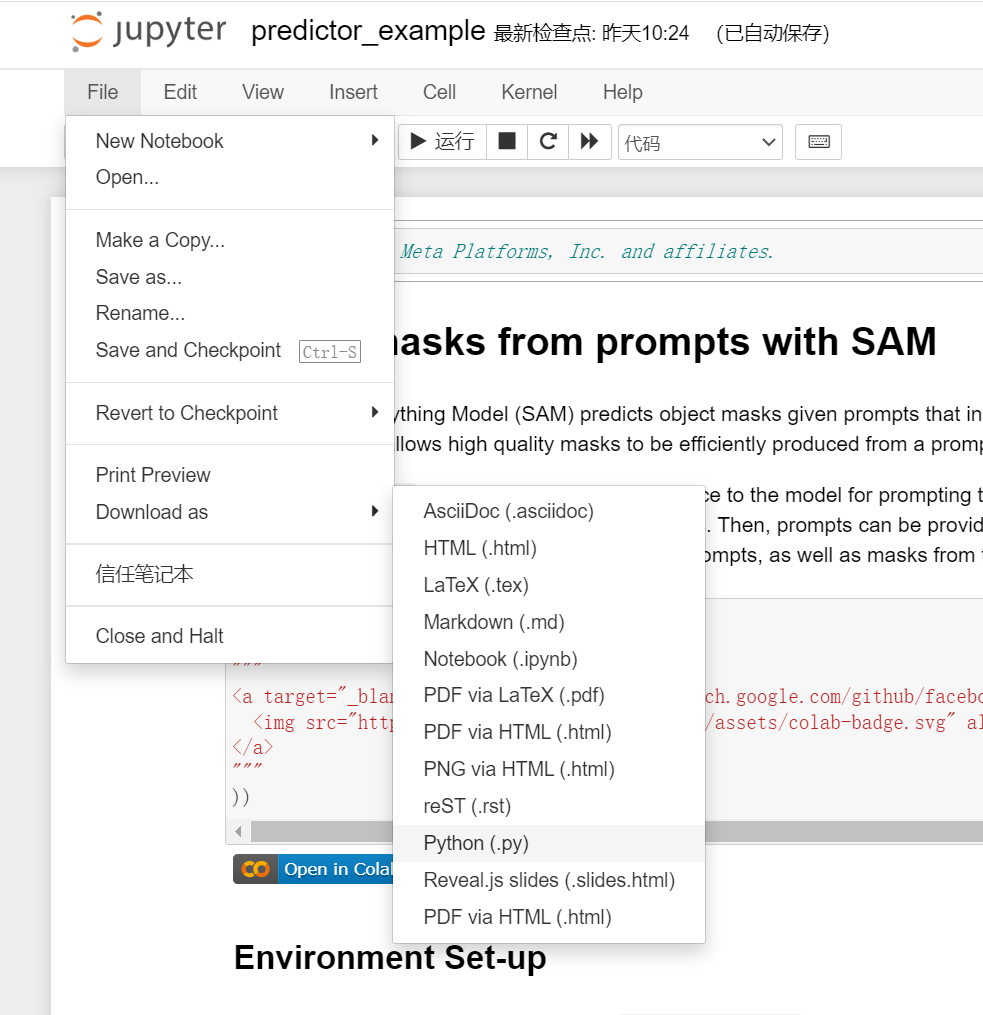 jupyter predictor_example 最新检查点: 昨天10:24 (已自动保存)
File Edit View Insert Cell Kernel Help
运行 代码
New Notebook
Open...
Make a Copy...
Save as...
Rename...
Save and Checkpoint Ctrl-S
Revert to Checkpoint
Print Preview
Download as
信任笔记本
Close and Halt
AsciiDoc (.asciidoc)
HTML (.html)
LaTeX (.tex)
Markdown (.md)
Notebook (.ipynb)
PDF via LaTeX (.pdf)
PDF via HTML (.html)
PNG via HTML (.html)
reST (.rst)
Python (.py)
Reveal.js slides (.slides.html)
PDF via HTML (.html)
Meta Platforms, Inc. and affiliates.
masks from prompts with SAM
ything Model (SAM) predicts object masks given prompts that in
llows high quality masks to be efficiently produced from a promp
ce to the model for prompting t
. Then, prompts can be provid
ompts, as well as masks from
"""
<a target="_blan ch.google.com/github/facebo
<img src="http /assets/colab-badge.svg" al
</a>
"""
))
Open in Colab
Environment Set-up